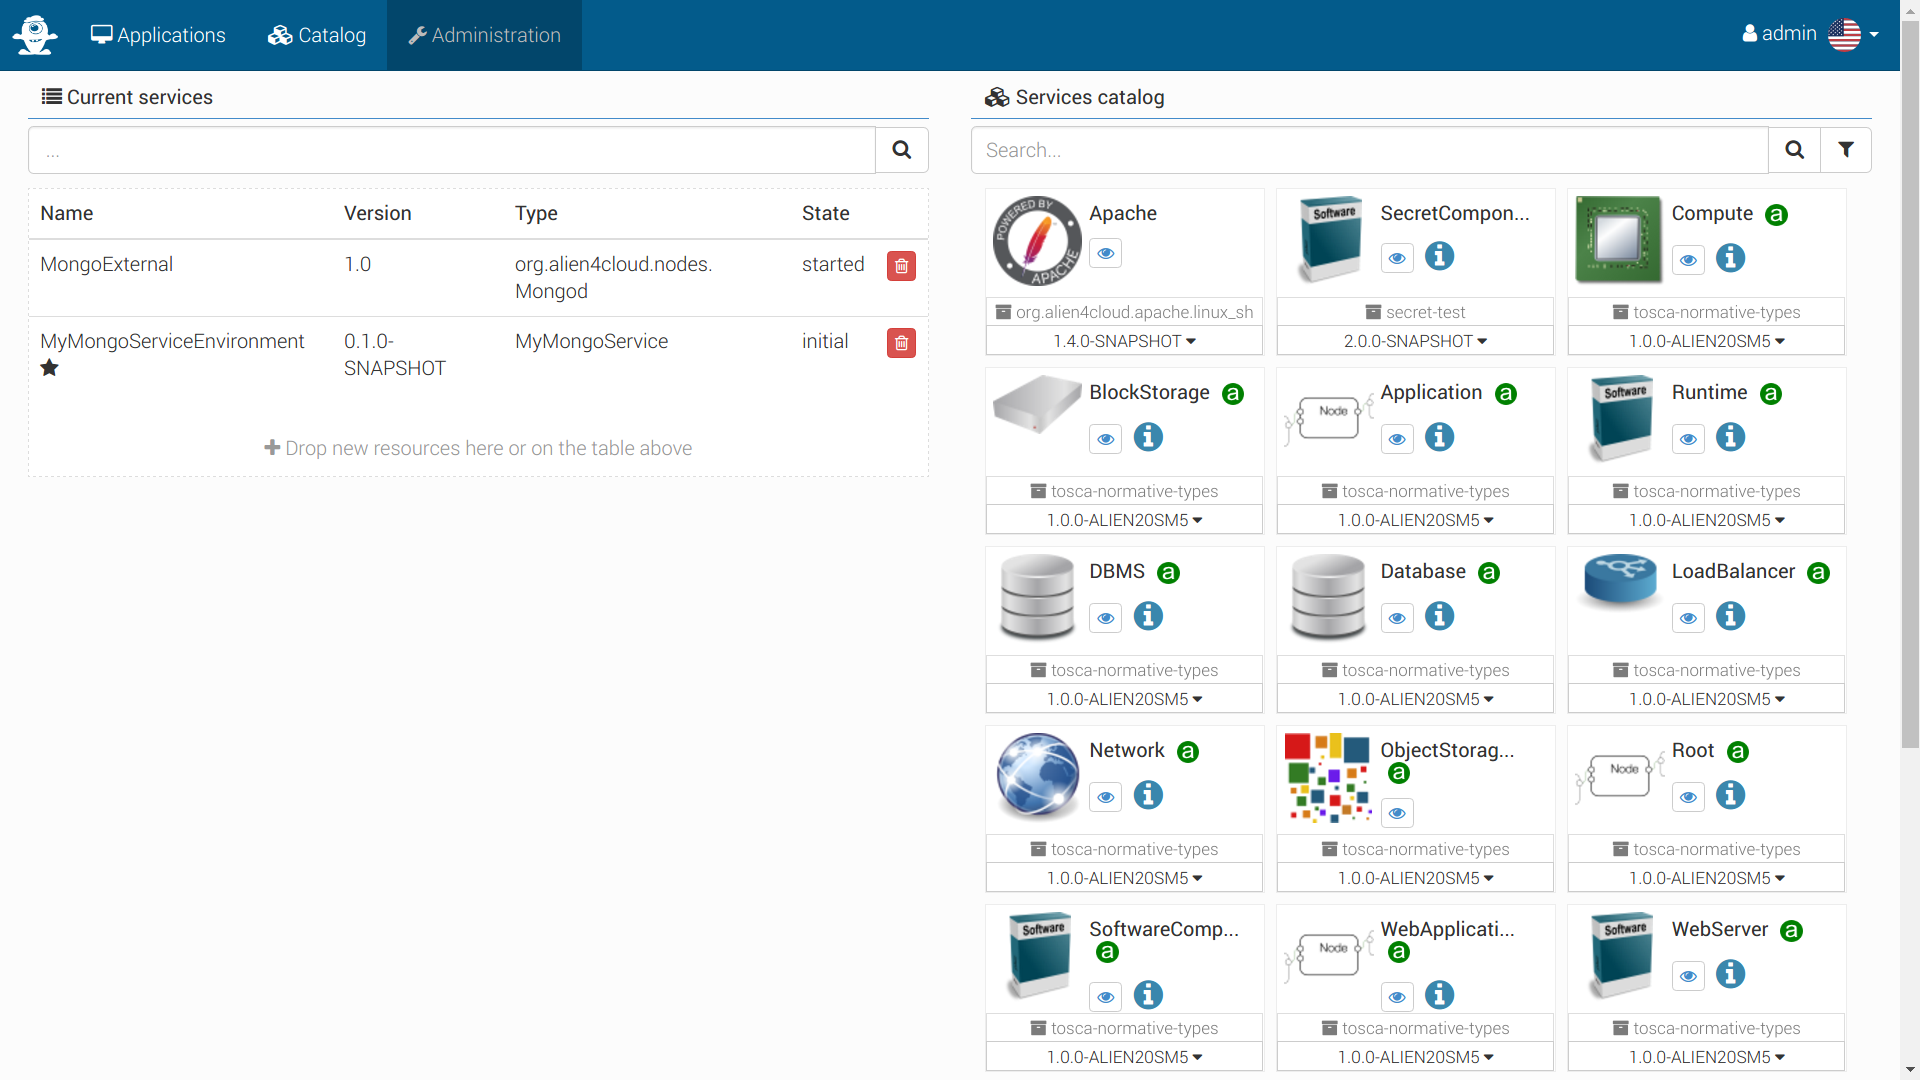 Applications Catalog Administration admin
Current services
...
Name Version Type State
MongoExternal 1.0 org.alien4cloud.nodes. started
Mongod
MyMongoServiceEnvironment 0.1.0- MyMongoService initial
SNAPSHOT
Drop new resources here or on the table above
Services catalog
Search...
POWERED BY
APACHE
Apache
org.alien4cloud.apache.linux_sh
1.4.0-SNAPSHOT
Software
SecretCompon...
secret-test
2.0.0-SNAPSHOT
Compute a
tosca-normative-types
1.0.0-ALIEN20SM5
BlockStorage a
tosca-normative-types
1.0.0-ALIEN20SM5
Node
Application a
tosca-normative-types
1.0.0-ALIEN20SM5
Software
Runtime a
tosca-normative-types
1.0.0-ALIEN20SM5
DBMS a
tosca-normative-types
1.0.0-ALIEN20SM5
Database a
tosca-normative-types
1.0.0-ALIEN20SM5
LoadBalancer a
tosca-normative-types
1.0.0-ALIEN20SM5
Network a
tosca-normative-types
1.0.0-ALIEN20SM5
ObjectStorag...
a
tosca-normative-types
1.0.0-ALIEN20SM5
Node
Root a
tosca-normative-types
1.0.0-ALIEN20SM5
Software
SoftwareComp...
a
tosca-normative-types
1.0.0-ALIEN20SM5
Node
WebApplicati...
a
tosca-normative-types
1.0.0-ALIEN20SM5
Software
WebServer a
tosca-normative-types
1.0.0-ALIEN20SM5